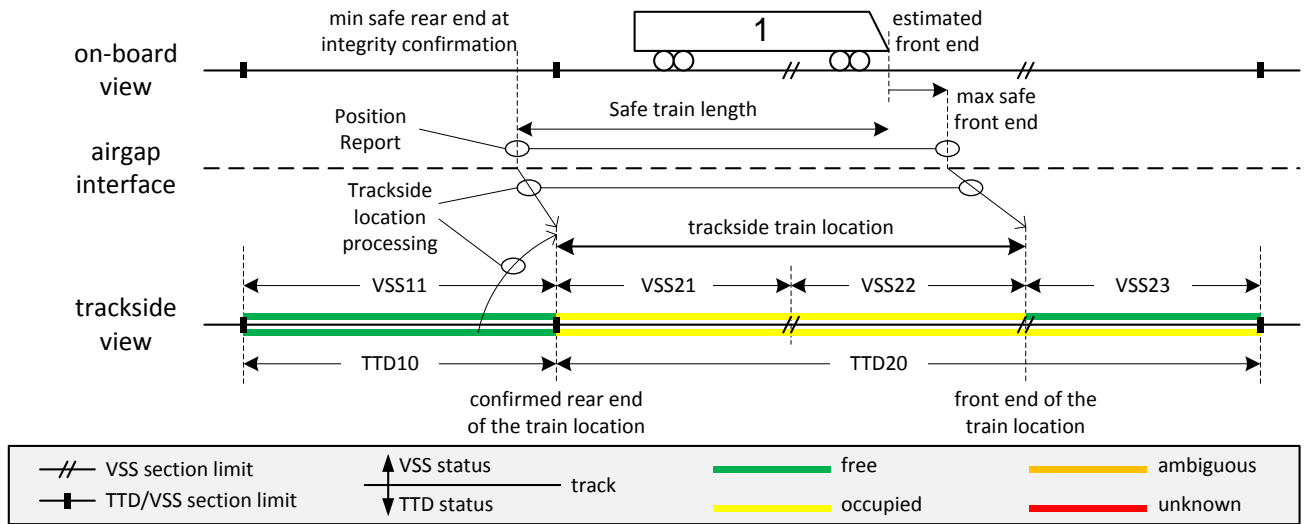 on-board
view
min safe rear end at
integrity confirmation
1
estimated
front end
max safe
front end
Safe train length
Position
Report
airgap
interface
Trackside
location
processing
trackside train location
VSS11
VSS21
VSS22
VSS23
trackside
view
TTD10
TTD20
confirmed rear end
of the train location
front end of the
train location
VSS section limit
TTD/VSS section limit
VSS status
track
TTD status
free
occupied
ambiguous
unknown